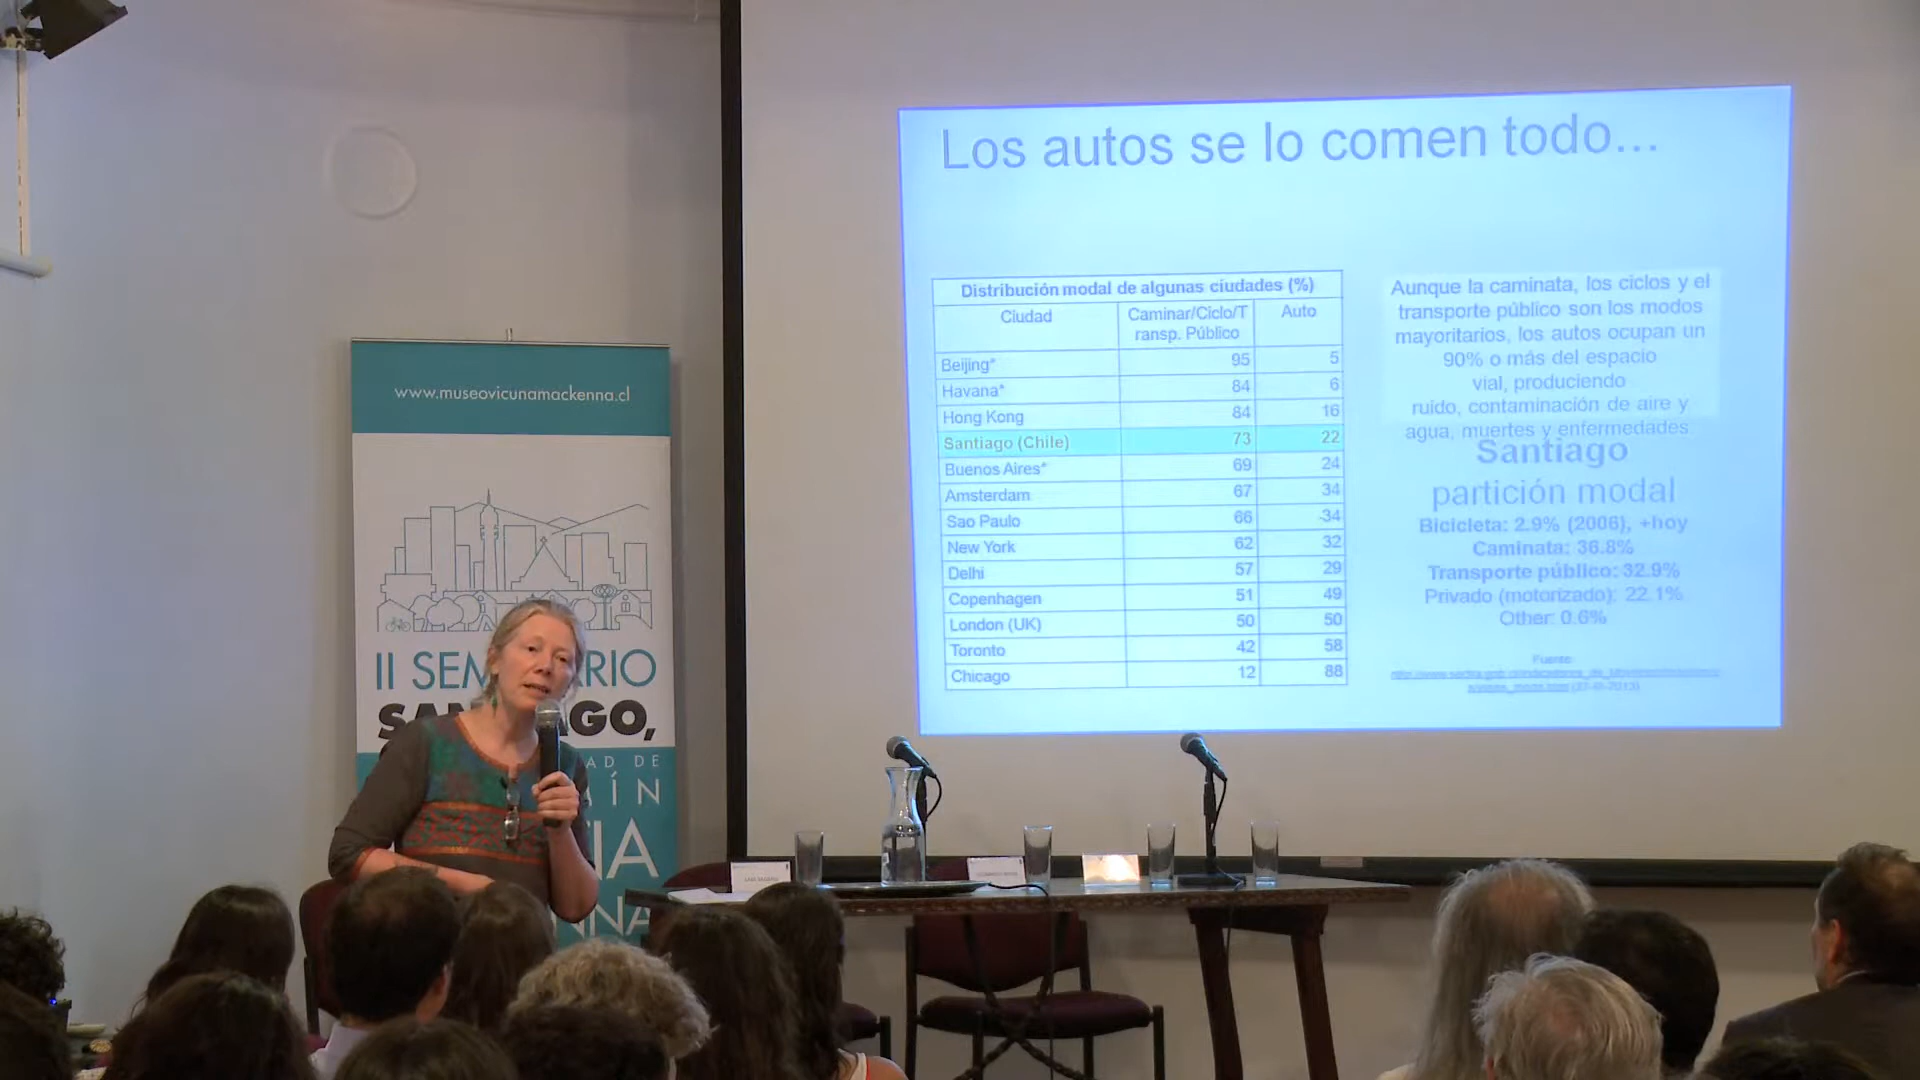 Los autos se lo comen todo...
Distribución modal de algunas ciudades (%)
Ciudad Caminar/Ciclo/T Auto
ransp. Público
Beijing* 95 5
Havana* 84 6
Hong Kong 84 16
Santiago (Chile) 73 22
Buenos Aires* 69 24
Amsterdam 67 34
Sao Paulo 66 -34
New York 62 32
Delhi 57 29
Copenhagen 51 49
London (UK) 50 50
Toronto 42 58
Chicago 12 88
Aunque la caminata, los ciclos y el
transporte público son los modos
mayoritarios, los autos ocupan un
90% o más del espacio
vial, produciendo
ruido, contaminación de aire y
agua, muertes y enfermedades
Santiago
partición modal
Bicicleta: 2.9% (2006), +hoy
Caminata: 36.8%
Transporte público: 32.9%
Privado (motorizado): 22.1%
Other: 0.6%
Fuente:
www.museovicunamackenna.cl
II SEM RIO
SAN GO,
AD DE
ÍN
IA
NNA